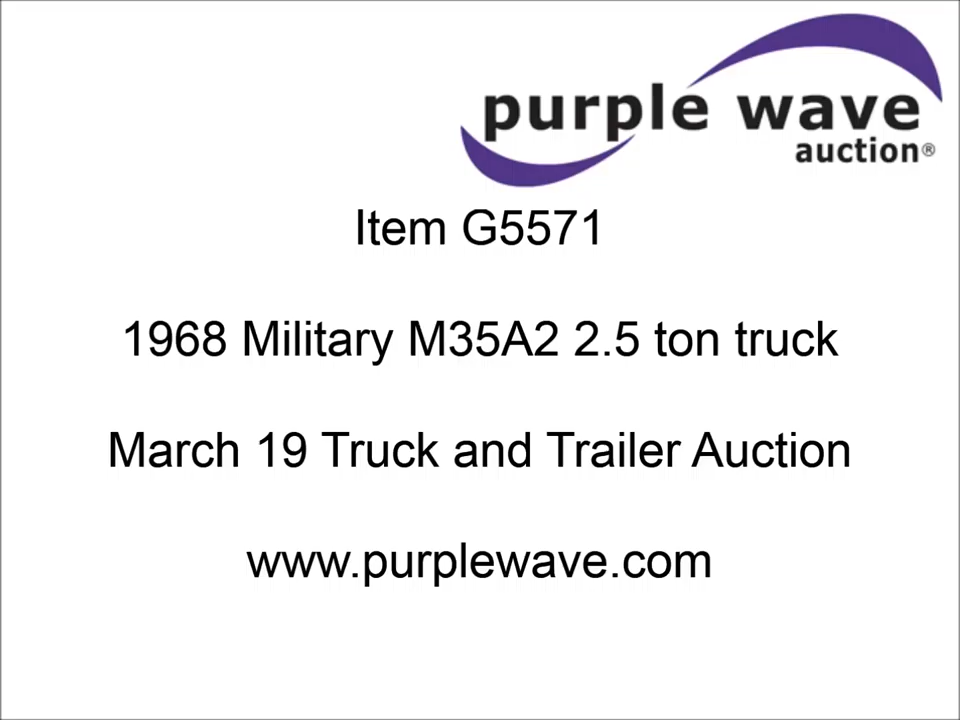 purple wave
auction®
Item G5571
1968 Military M35A2 2.5 ton truck
March 19 Truck and Trailer Auction
www.purplewave.com